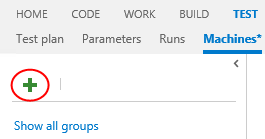 HOME CODE WORK BUILD TEST
Test plan Parameters Runs Machines*
Show all groups